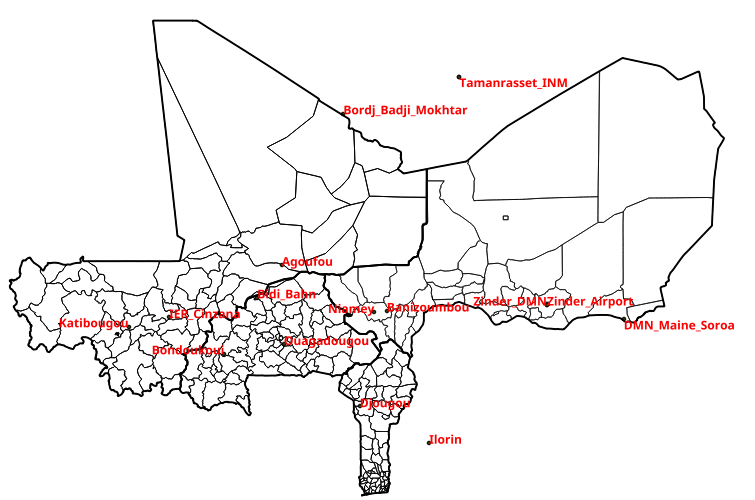 Tamanrasset_INM
Bordj_Badji_Mokhtar
Agoufou
Bidi_Bahn
Zinder_DMN
Zinder_Airport
Niamey
Banizoumbou
IER_Cinzana
Katibougou
DMN_Maine_Soroa
Ouagadougou
Bondoukoui
Djougou
Ilorin